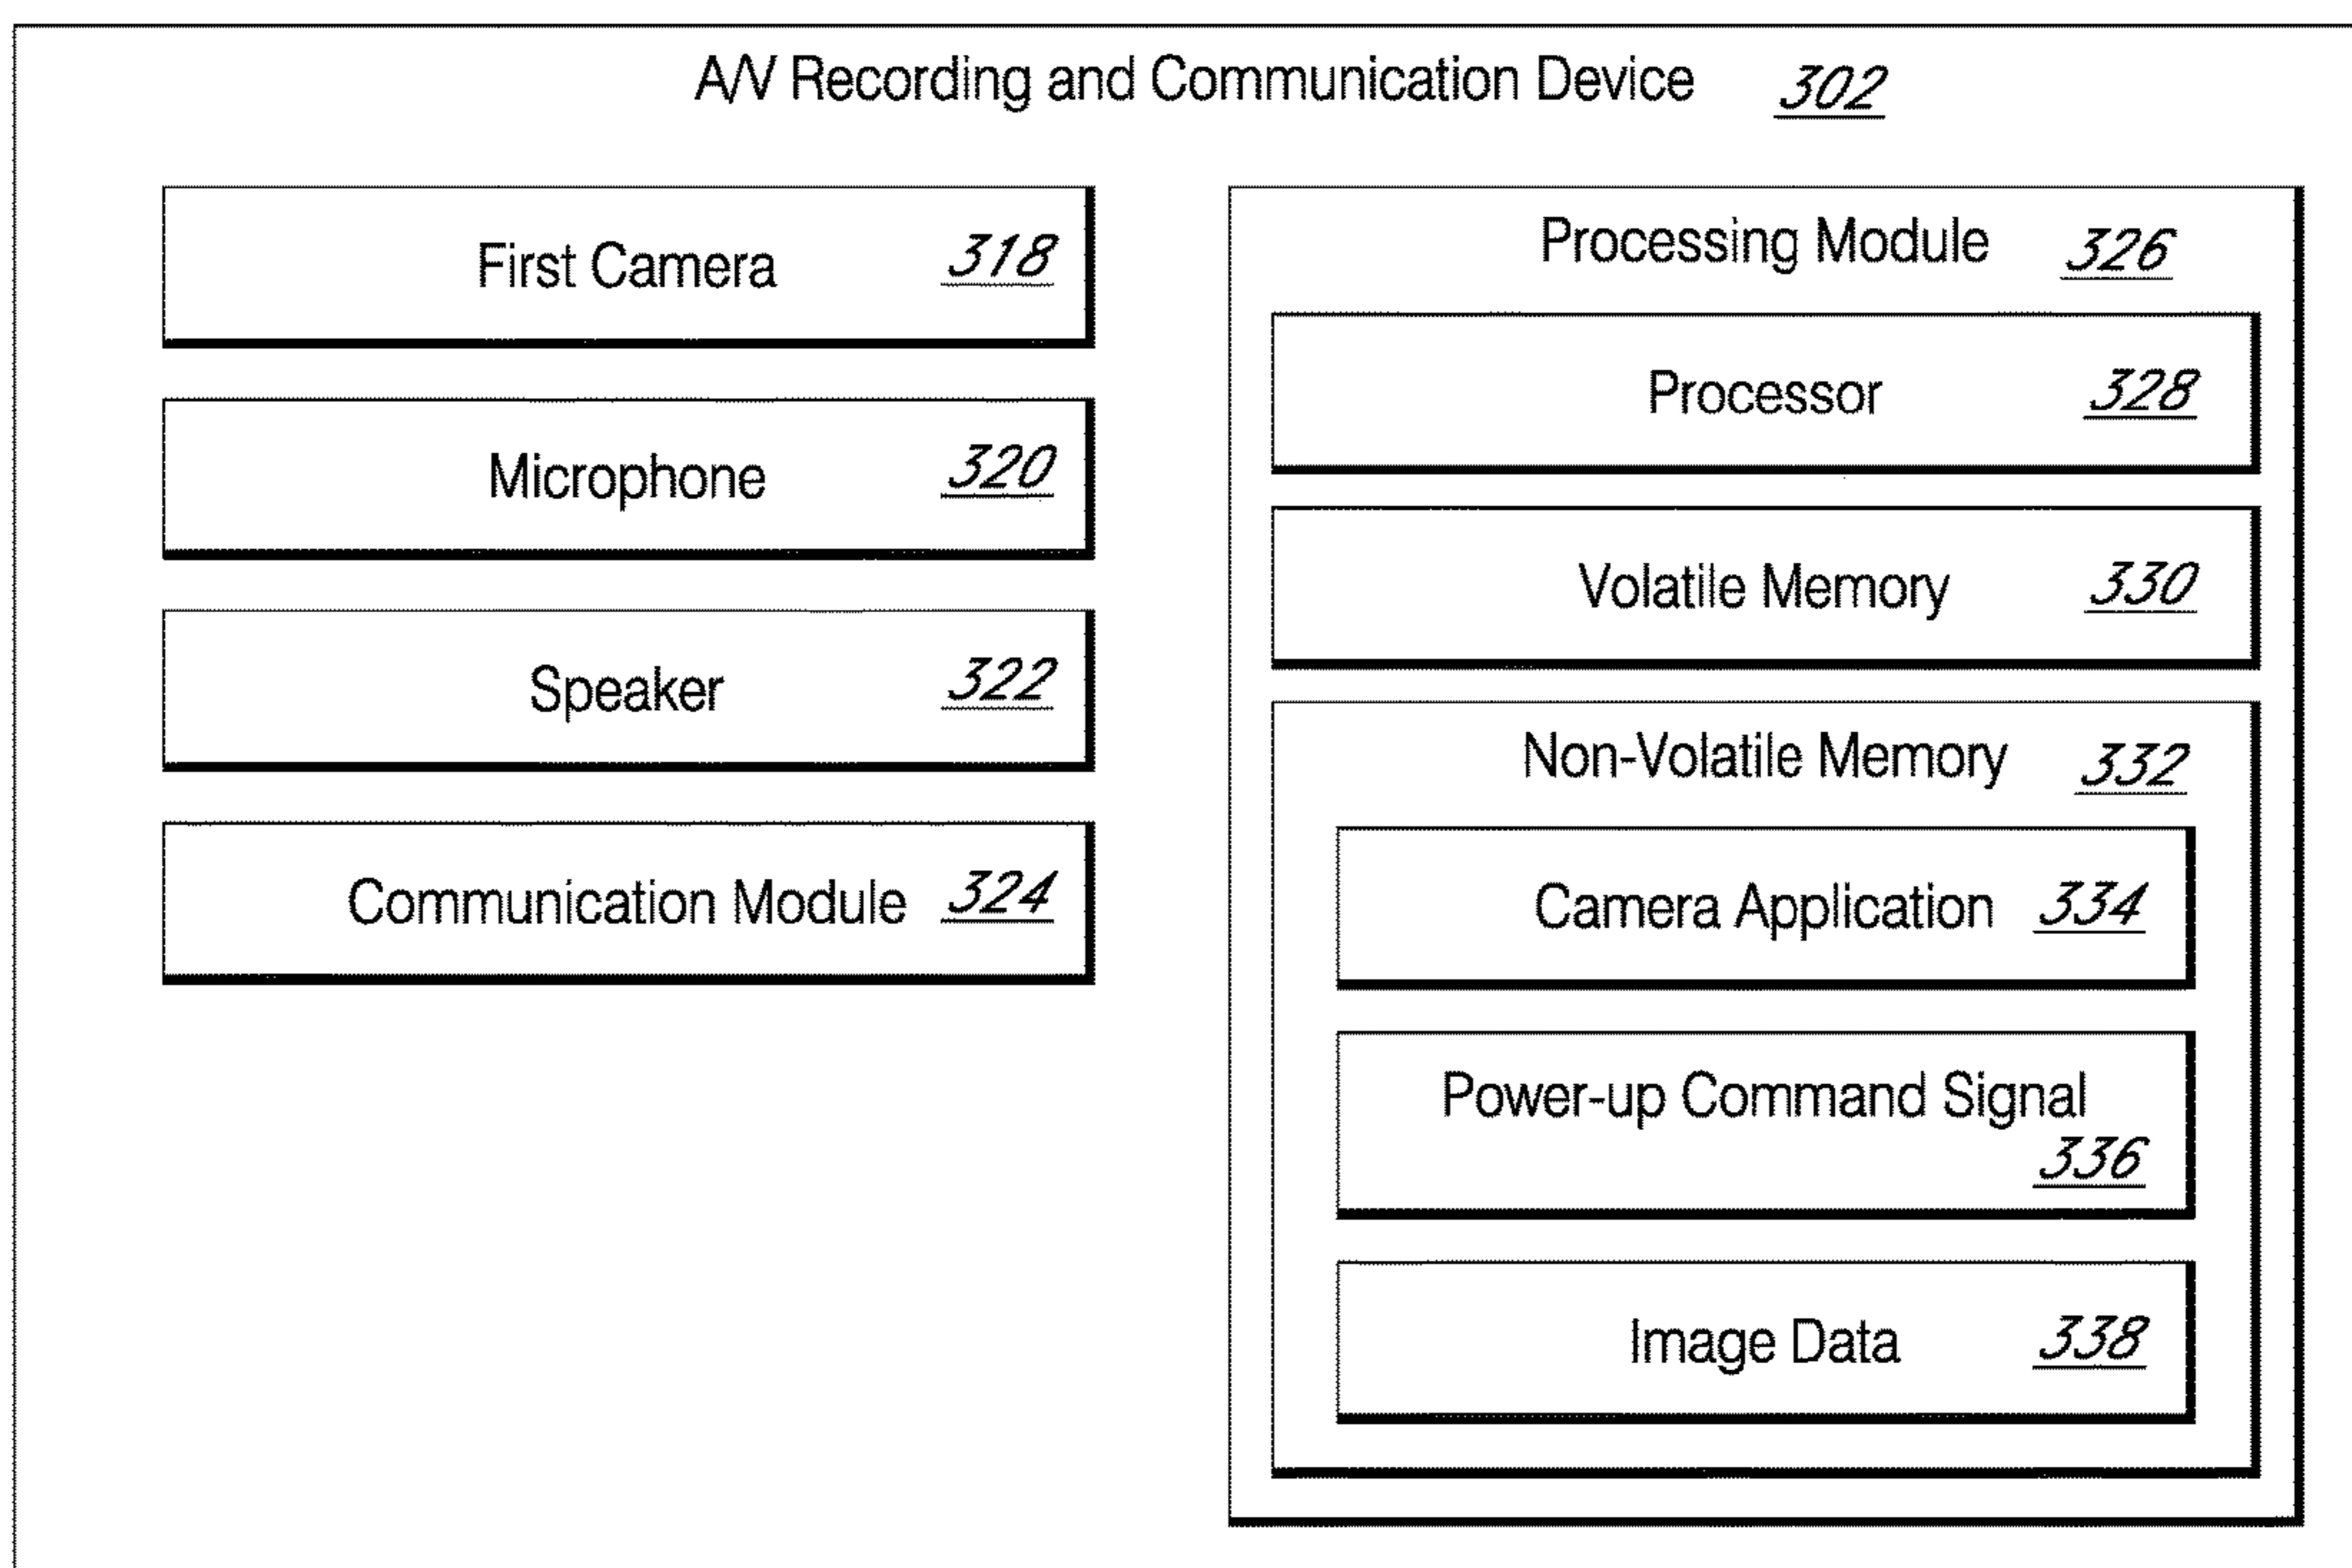 A/V Recording and Communication Device 302
First Camera 318
Microphone 320
Speaker 322
Communication Module 324
Processing Module 326
Processor 328
Volatile Memory 330
Non-Volatile Memory 332
Camera Application 334
Power-up Command Signal
336
Image Data 338